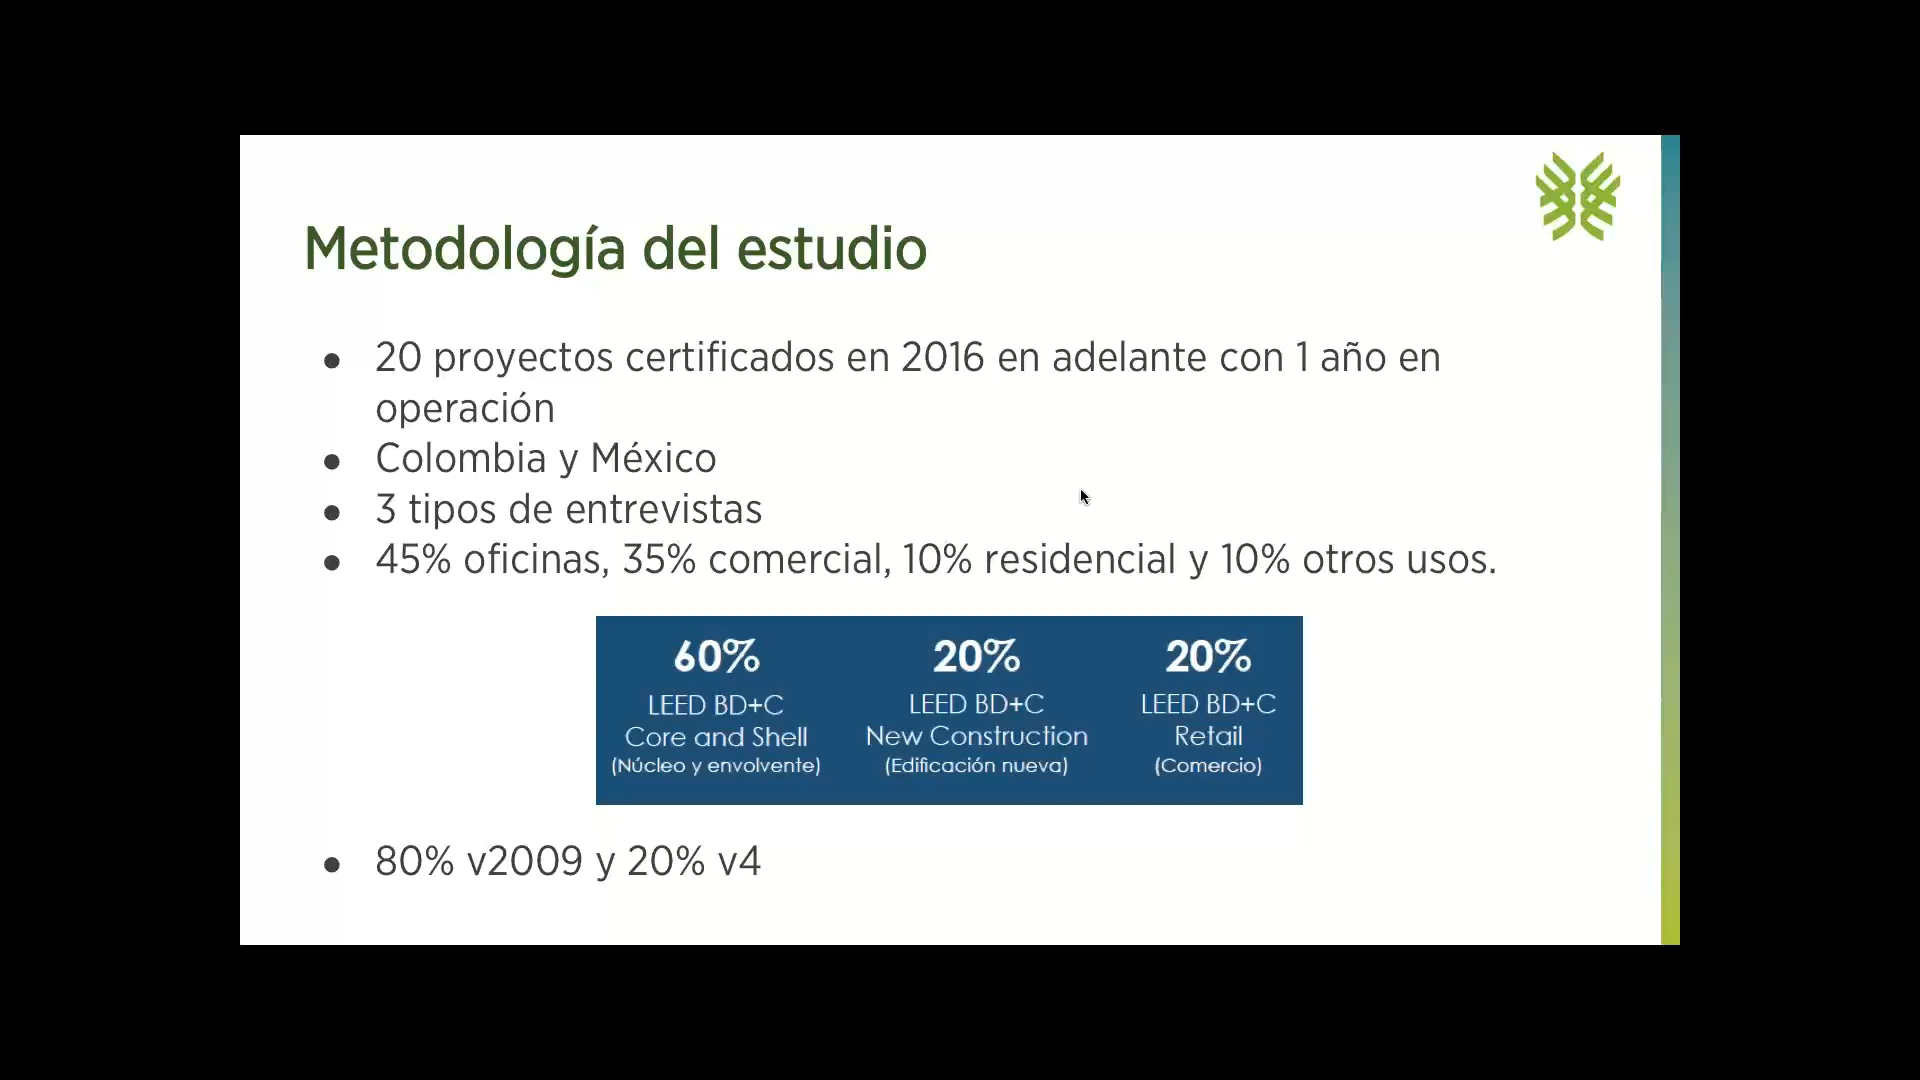 Metodología del estudio
● 20 proyectos certificados en 2016 en adelante con 1 año en
operación
● Colombia y México
● 3 tipos de entrevistas
● 45% oficinas, 35% comercial, 10% residencial y 10% otros usos.
60%
LEED BD+C
Core and Shell
(Núcleo y envolvente)
20%
LEED BD+C
New Construction
(Edificación nueva)
20%
LEED BD+C
Retail
(Comercio)
● 80% v2009 y 20% v4